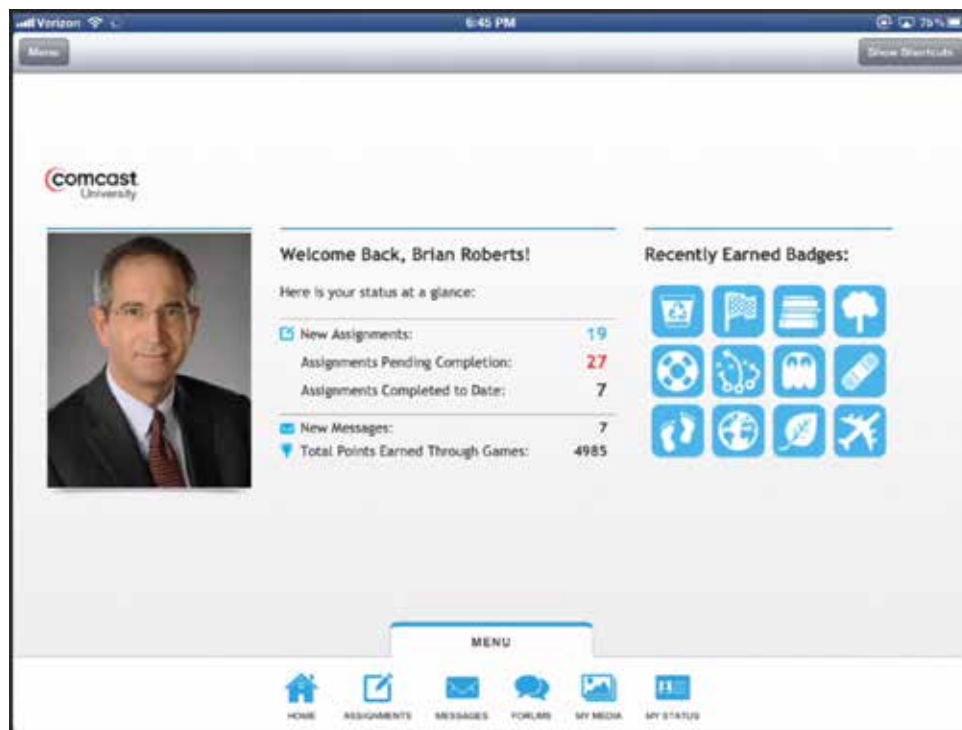 Verizon
6:45 PM
75%
Menu
Show Shortcuts
comcast
University
Welcome Back, Brian Roberts!
Here is your status at a glance:
New Assignments: 19
Assignments Pending Completion: 27
Assignments Completed to Date: 7
New Messages: 7
Total Points Earned Through Games: 4985
Recently Earned Badges:
MENU
HOME
ASSIGNMENTS
MESSAGES
FORUMS
MY MEDIA
MY STATUS